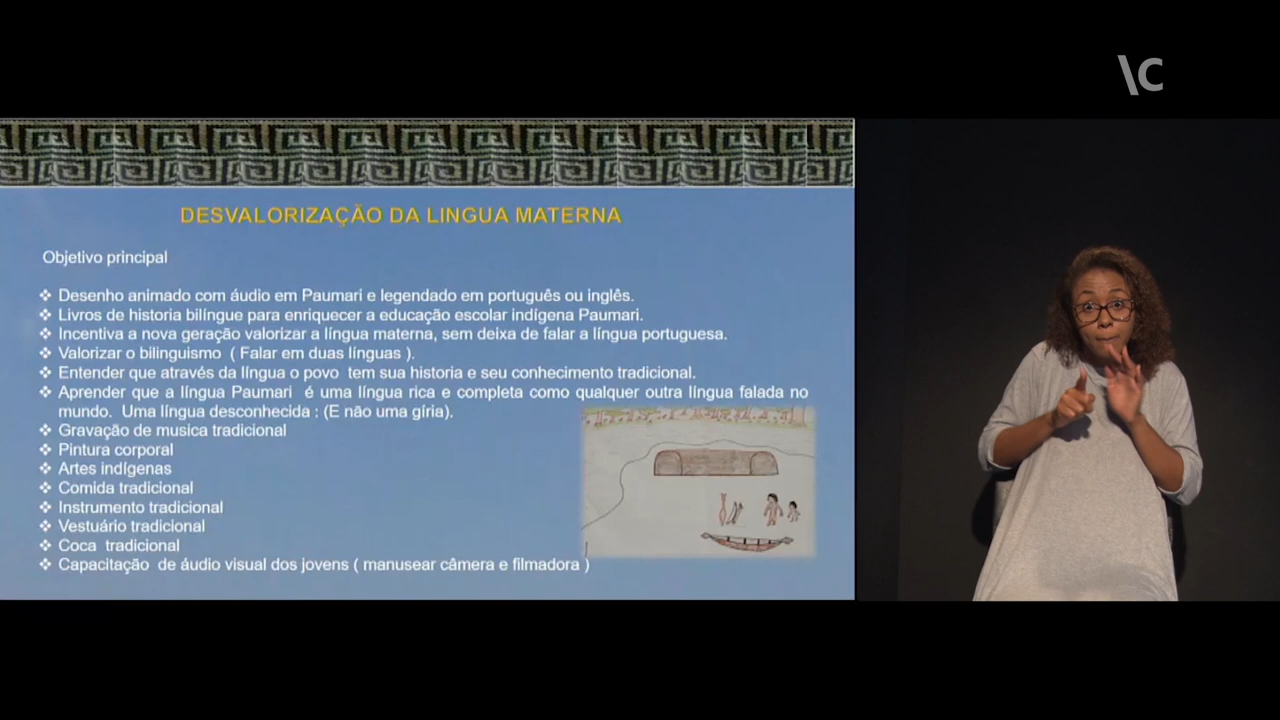 \C
DESVALORIZAÇÃO DA LINGUA MATERNA
Objetivo principal
❖ Desenho animado com áudio em Paumari e legendado em português ou inglês.
❖ Livros de historia bilíngue para enriquecer a educação escolar indígena Paumari.
❖ Incentiva a nova geração valorizar a língua materna, sem deixa de falar a língua portuguesa.
❖ Valorizar o bilinguismo ( Falar em duas línguas ).
❖ Entender que através da língua o povo tem sua historia e seu conhecimento tradicional.
❖ Aprender que a língua Paumari é uma língua rica e completa como qualquer outra língua falada no
mundo. Uma língua desconhecida : (E não uma gíria).
❖ Gravação de musica tradicional
❖ Pintura corporal
❖ Artes indígenas
❖ Comida tradicional
❖ Instrumento tradicional
❖ Vestuário tradicional
❖ Coca tradicional
❖ Capacitação de áudio visual dos jovens ( manusear câmera e filmadora )